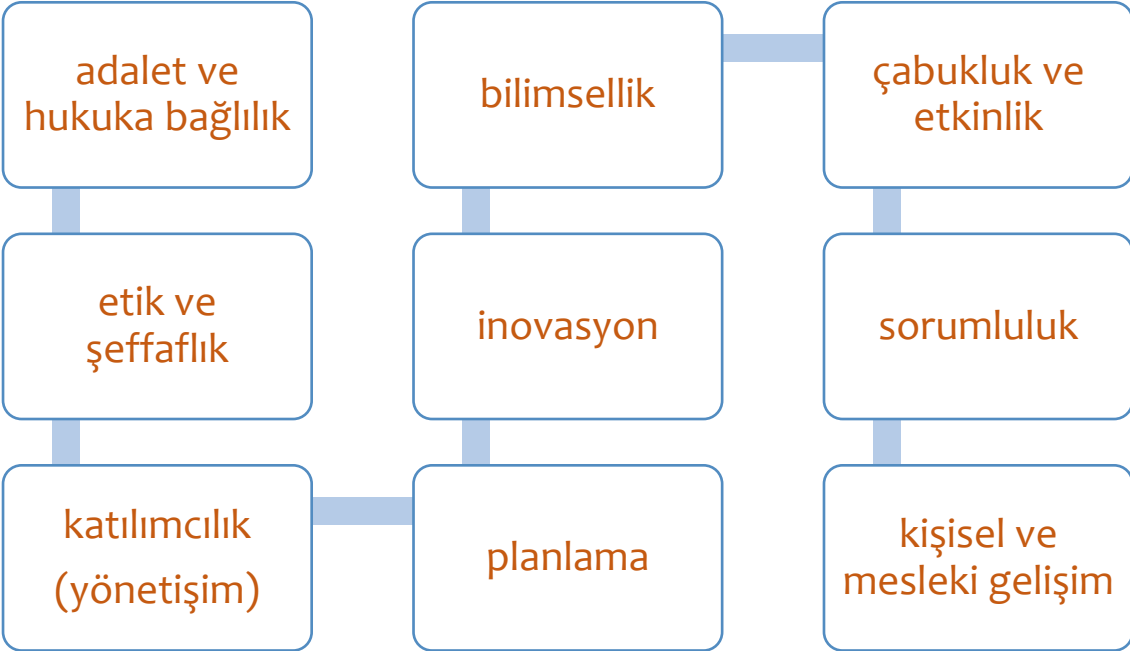 adalet ve
hukuka bağlılık
etik ve
şeffaflık
katılımcılık
(yönetişim)
planlama
inovasyon
bilimsellik
çabukluk ve
etkinlik
sorumluluk
kişisel ve
mesleki gelişim